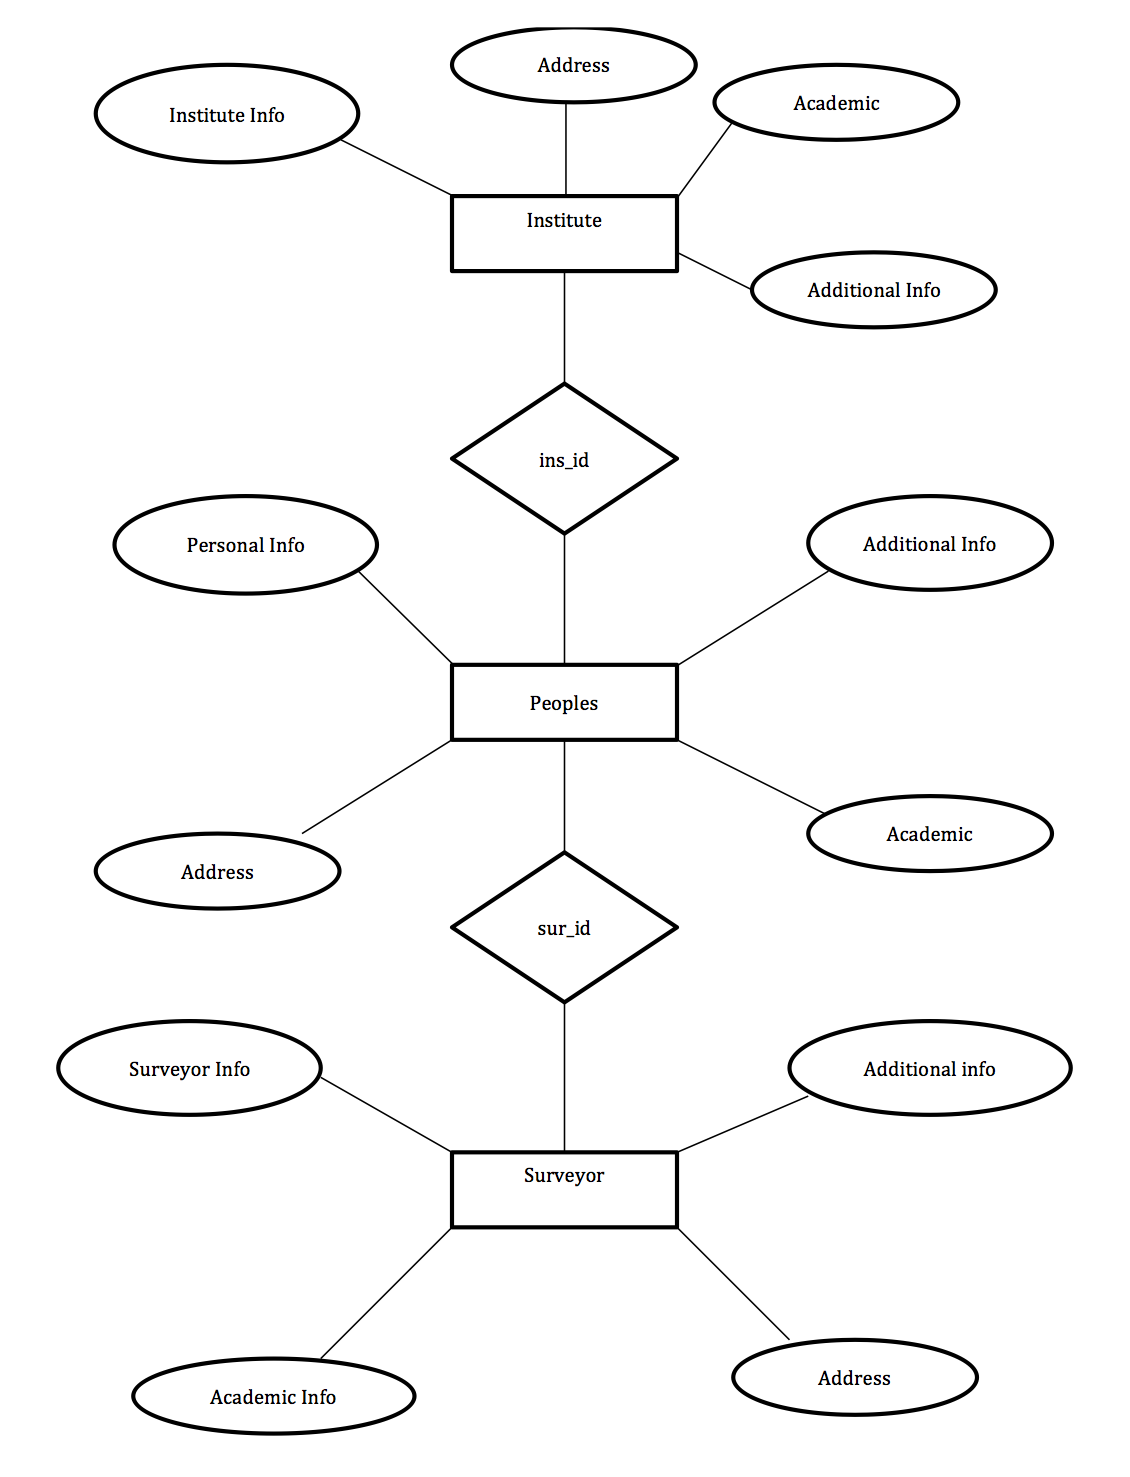 Address
Institute Info
Academic
Institute
Additional Info
ins_id
Personal Info
Additional Info
Peoples
Academic
Address
sur_id
Surveyor Info
Additional info
Surveyor
Address
Academic Info